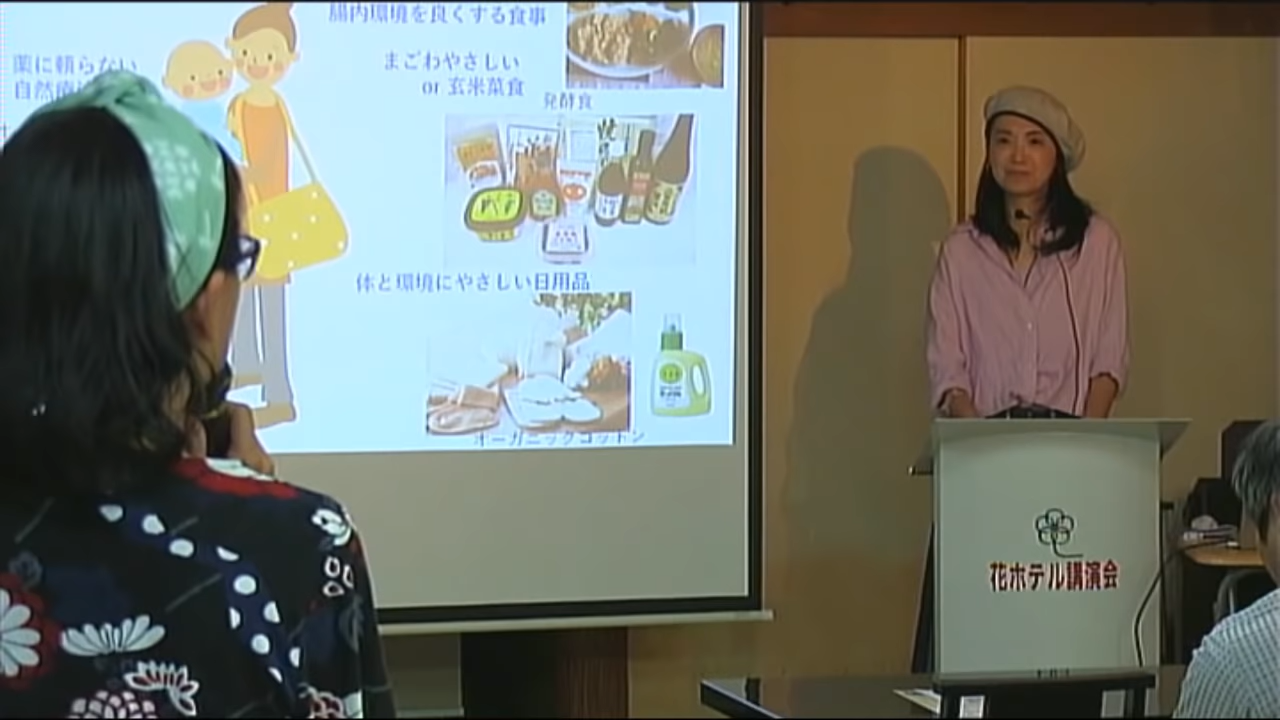 腸内環境を良くする食事
薬に頼らない
自然
まごわやさしい
or 玄米菜食
発酵食
体と環境にやさしい日用品
オーガニックコットン
花ホテル講演会